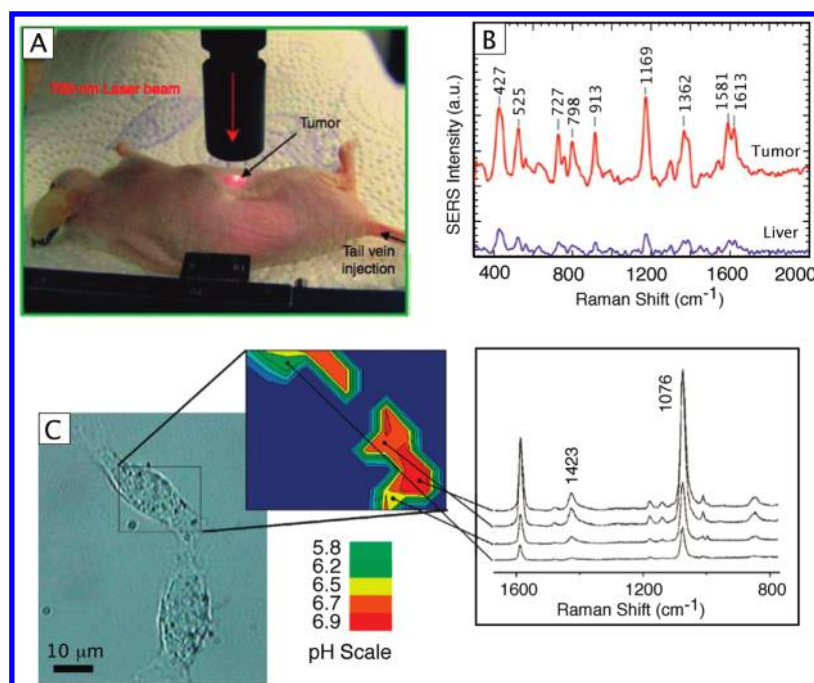 A
785-nm Laser beam
Tumor
Tail vein
injection
B
427
525
727
798
913
1169
1362
1581
1613
SERS Intensity (a.u.)
Tumor
Liver
400 800 1200 1600 2000
Raman Shift (cm⁻¹)
C
10 μm
5.8
6.2
6.5
6.7
6.9
pH Scale
1076
1423
1600 1200 800
Raman Shift (cm⁻¹)